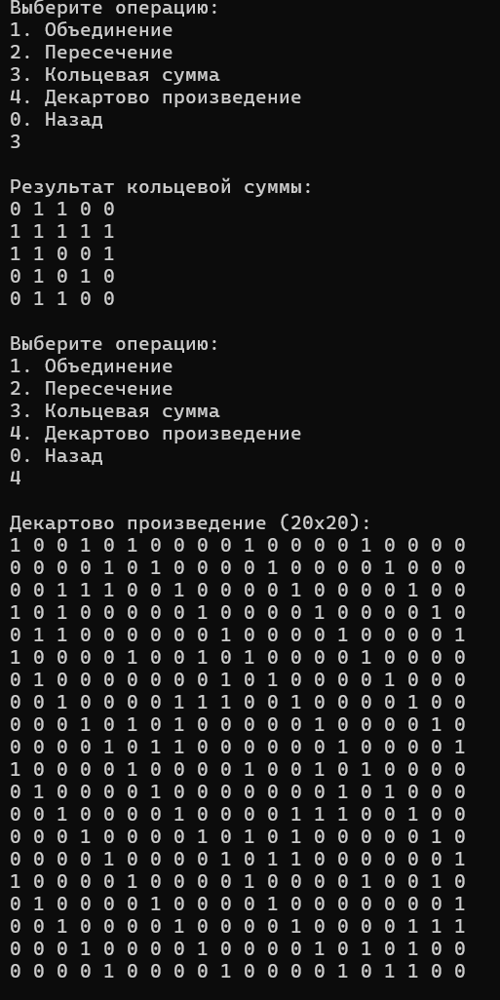 Выберите операцию:
1. Объединение
2. Пересечение
3. Кольцевая сумма
4. Декартово произведение
0. Назад
3
Результат кольцевой суммы:
0 1 1 0 0
1 1 1 1 1
1 1 0 0 1
0 1 0 1 0
0 1 1 0 0
Выберите операцию:
1. Объединение
2. Пересечение
3. Кольцевая сумма
4. Декартово произведение
0. Назад
4
Декартово произведение (20x20):
1 0 0 1 0 1 0 0 0 0 1 0 0 0 0 1 0 0 0 0
0 0 0 0 1 0 1 0 0 0 0 1 0 0 0 0 1 0 0 0
0 0 1 1 1 0 0 1 0 0 0 0 1 0 0 0 0 1 0 0
1 0 1 0 0 0 0 0 1 0 0 0 0 1 0 0 0 0 1 0
0 1 1 0 0 0 0 0 0 1 0 0 0 0 1 0 0 0 0 1
1 0 0 0 0 1 0 0 1 0 1 0 0 0 0 1 0 0 0 0
0 1 0 0 0 0 0 0 0 1 0 1 0 0 0 0 1 0 0 0
0 0 1 0 0 0 0 1 1 1 0 0 1 0 0 0 0 1 0 0
0 0 0 1 0 1 0 1 0 0 0 0 0 1 0 0 0 0 1 0
0 0 0 0 1 0 1 1 0 0 0 0 0 0 1 0 0 0 0 1
1 0 0 0 0 1 0 0 0 0 1 0 0 1 0 1 0 0 0 0
0 1 0 0 0 0 1 0 0 0 0 0 0 0 1 0 1 0 0 0
0 0 1 0 0 0 0 1 0 0 0 0 1 1 1 0 0 1 0 0
0 0 0 1 0 0 0 0 1 0 1 0 1 0 0 0 0 0 1 0
0 0 0 0 1 0 0 0 0 1 0 1 1 0 0 0 0 0 0 1
1 0 0 0 0 1 0 0 0 0 1 0 0 0 0 1 0 0 1 0
0 1 0 0 0 0 1 0 0 0 0 1 0 0 0 0 0 0 0 1
0 0 1 0 0 0 0 1 0 0 0 0 1 0 0 0 0 1 1 1
0 0 0 1 0 0 0 0 1 0 0 0 0 1 0 1 0 1 0 0
0 0 0 0 1 0 0 0 0 1 0 0 0 0 1 0 1 1 0 0